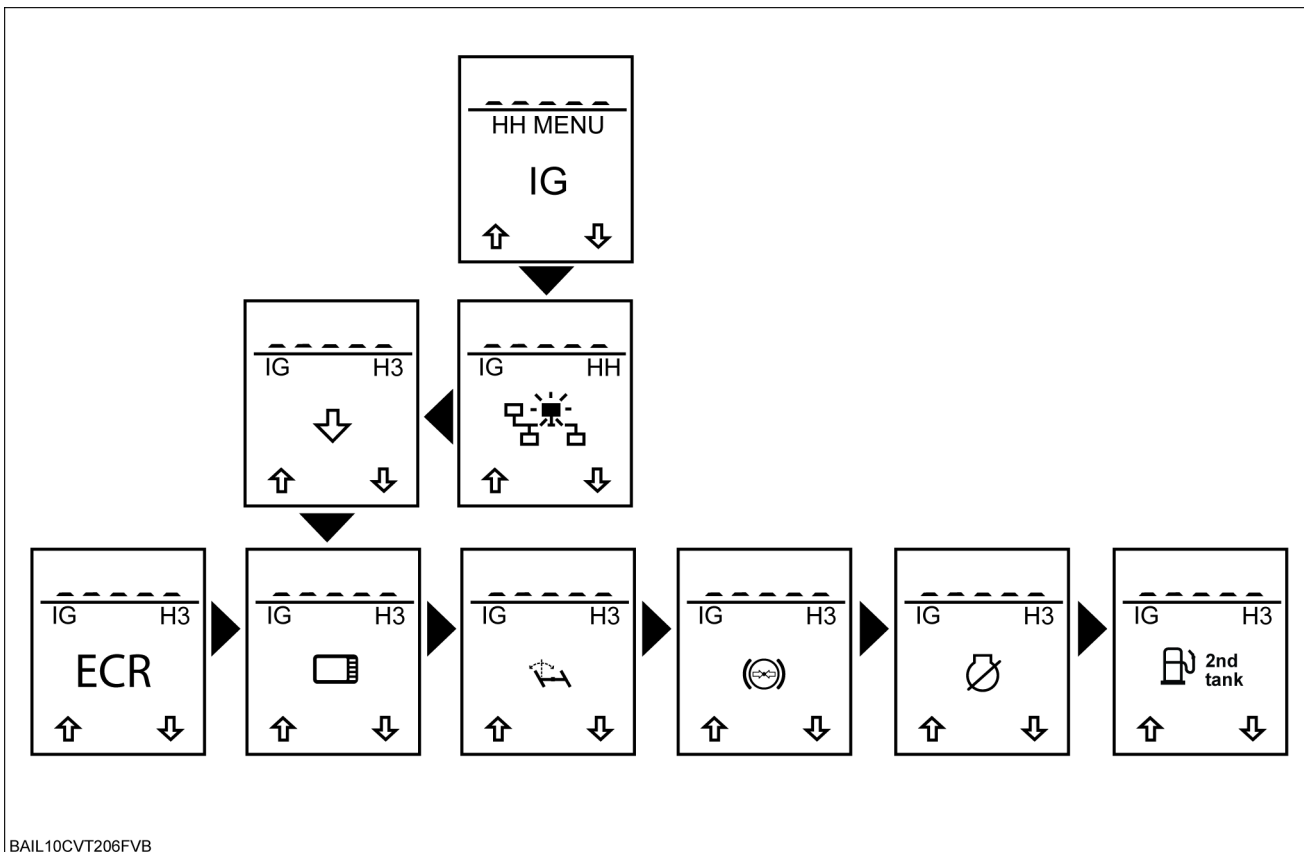 HH MENU
IG
IG H3
IG HH
IG H3
ECR
IG H3
IG H3
IG H3
IG H3
IG H3
2nd
tank
BAIL10CVT206FVB